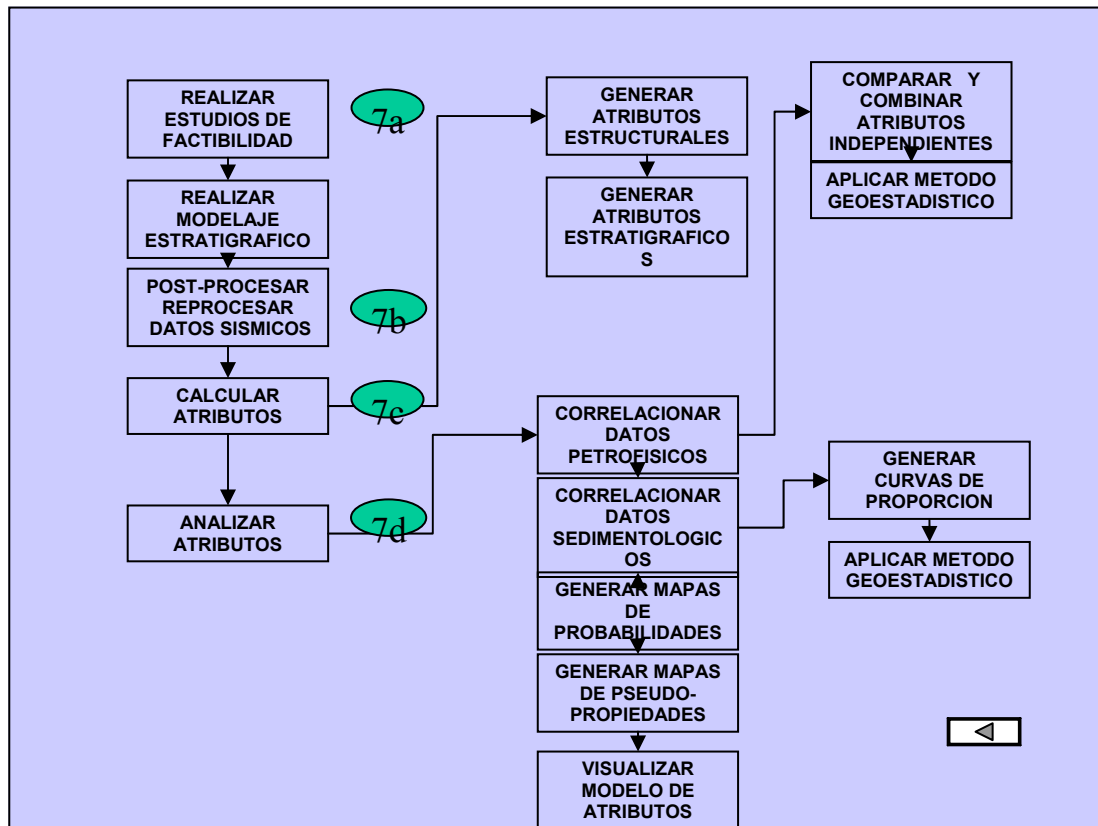 REALIZAR
ESTUDIOS DE
FACTIBILIDAD
7a
REALIZAR
MODELAJE
ESTRATIGRAFICO
POST-PROCESAR
REPROCESAR
DATOS SISMICOS
7b
CALCULAR
ATRIBUTOS
7c
ANALIZAR
ATRIBUTOS
7d
GENERAR
ATRIBUTOS
ESTRUCTURALES
GENERAR
ATRIBUTOS
ESTRATIGRAFICO
S
CORRELACIONAR
DATOS
PETROFISICOS
CORRELACIONAR
DATOS
SEDIMENTOLOGIC
OS
GENERAR MAPAS
DE
PROBABILIDADES
GENERAR MAPAS
DE PSEUDO-
PROPIEDADES
VISUALIZAR
MODELO DE
ATRIBUTOS
COMPARAR Y
COMBINAR
ATRIBUTOS
INDEPENDIENTES
APLICAR METODO
GEOESTADISTICO
GENERAR
CURVAS DE
PROPORCION
APLICAR METODO
GEOESTADISTICO